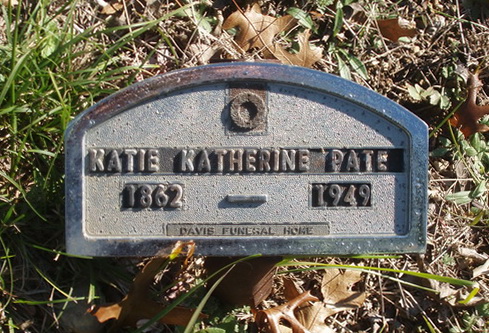 KATIE KATHERINE PATE
1862 — 1949
DAVIS FUNERAL HOME